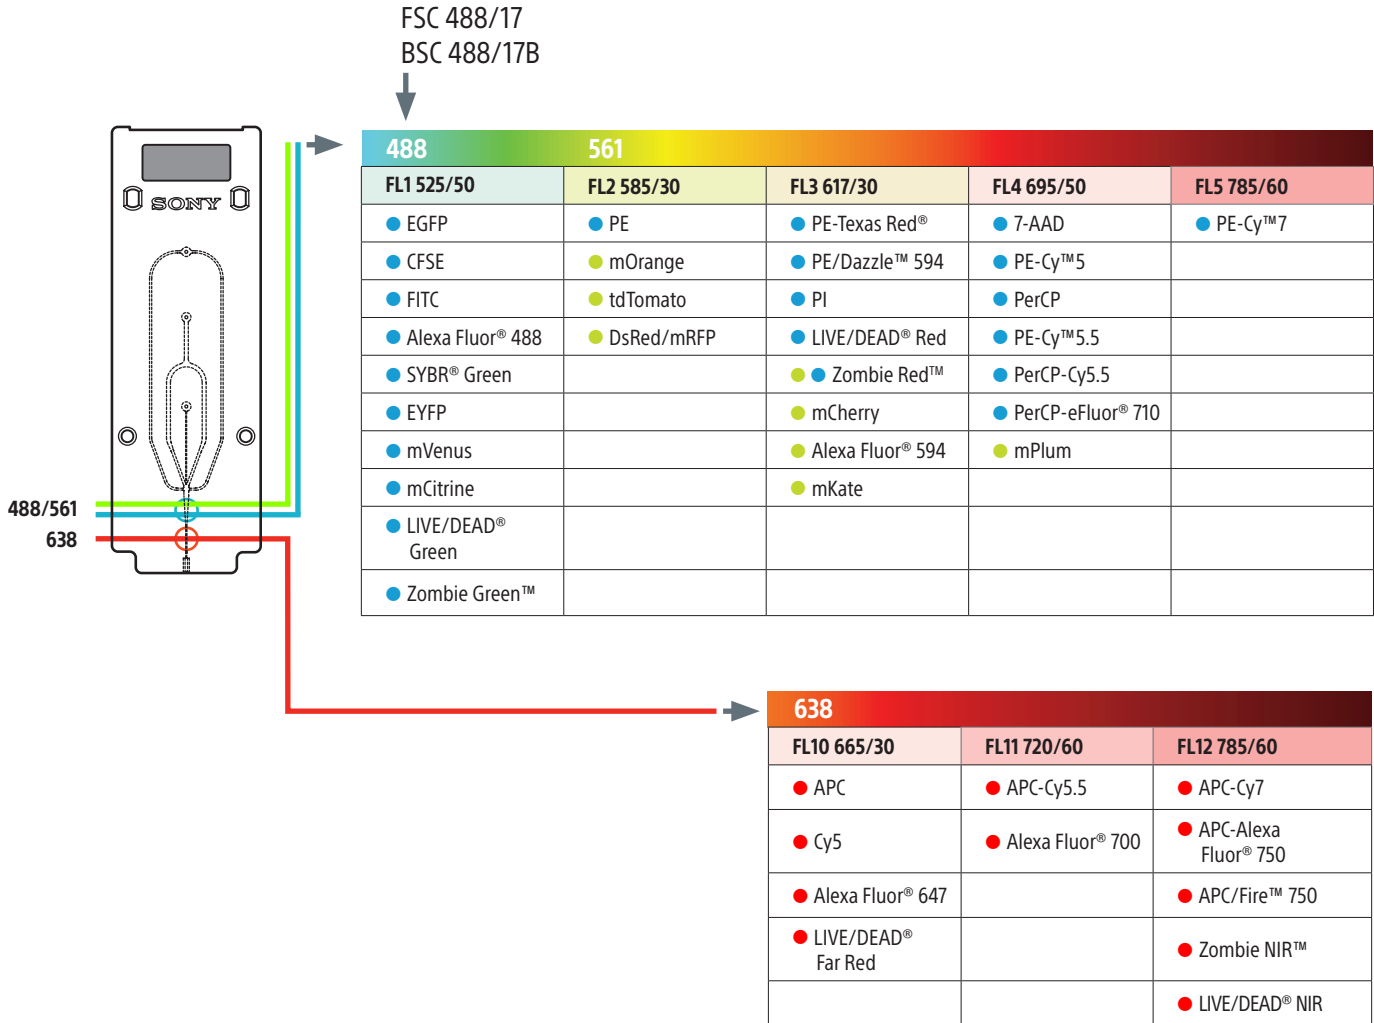 FSC 488/17
BSC 488/17B
SONY
488/561
638
488 561
FL1 525/50 FL2 585/30 FL3 617/30 FL4 695/50 FL5 785/60
EGFP PE PE-Texas Red® 7-AAD PE-Cy™7
CFSE mOrange PE/Dazzle™ 594 PE-Cy™5
FITC tdTomato PI PerCP
Alexa Fluor® 488 DsRed/mRFP LIVE/DEAD® Red PE-Cy™5.5
SYBR® Green Zombie Red™ PerCP-Cy5.5
EYFP mCherry PerCP-eFluor® 710
mVenus Alexa Fluor® 594 mPlum
mCitrine mKate
LIVE/DEAD®
Green
Zombie Green™
638
FL10 665/30 FL11 720/60 FL12 785/60
APC APC-Cy5.5 APC-Cy7
Cy5 Alexa Fluor® 700 APC-Alexa
Fluor® 750
Alexa Fluor® 647 APC/Fire™ 750
LIVE/DEAD®
Far Red Zombie NIR™
LIVE/DEAD® NIR